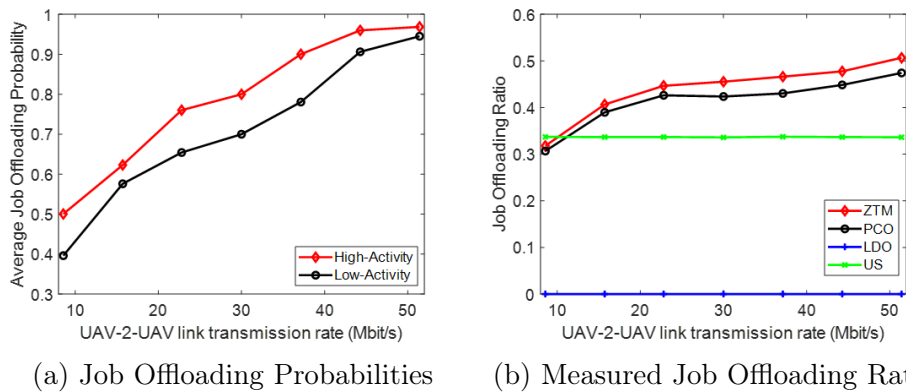 1
0.9
0.8
0.7
0.6
0.5
0.4
0.3
Average Job Offloading Probability
High-Activity
Low-Activity
10 20 30 40 50
UAV-2-UAV link transmission rate (Mbit/s)
(a) Job Offloading Probabilities
0.6
0.5
0.4
0.3
0.2
0.1
0
Job Offloading Ratio
ZTM
PCO
LDO
US
10 20 30 40 50
UAV-2-UAV link transmission rate (Mbit/s)
(b) Measured Job Offloading Rat